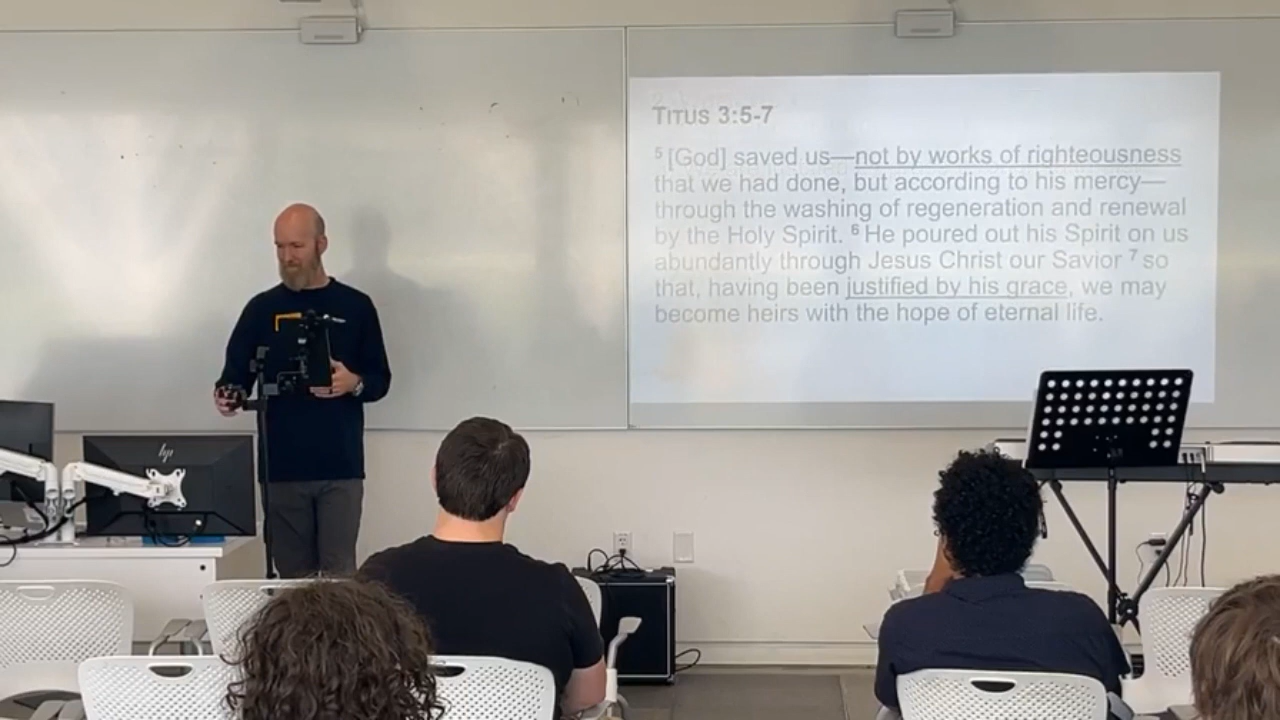 TITUS 3:5-7
⁵ [God] saved us—not by works of righteousness
that we had done, but according to his mercy—
through the washing of regeneration and renewal
by the Holy Spirit. ⁶ He poured out his Spirit on us
abundantly through Jesus Christ our Savior ⁷ so
that, having been justified by his grace, we may
become heirs with the hope of eternal life.
hp